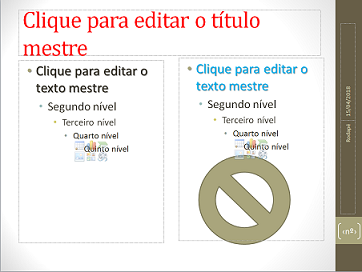 Clique para editar o título
mestre
Clique para editar o
texto mestre
Segundo nível
Terceiro nível
Quarto nível
Quinto nível
Clique para editar o
texto mestre
Segundo nível
Terceiro nível
Quarto nível
Quinto nível
Rodapé
15/04/2018
‹nº›